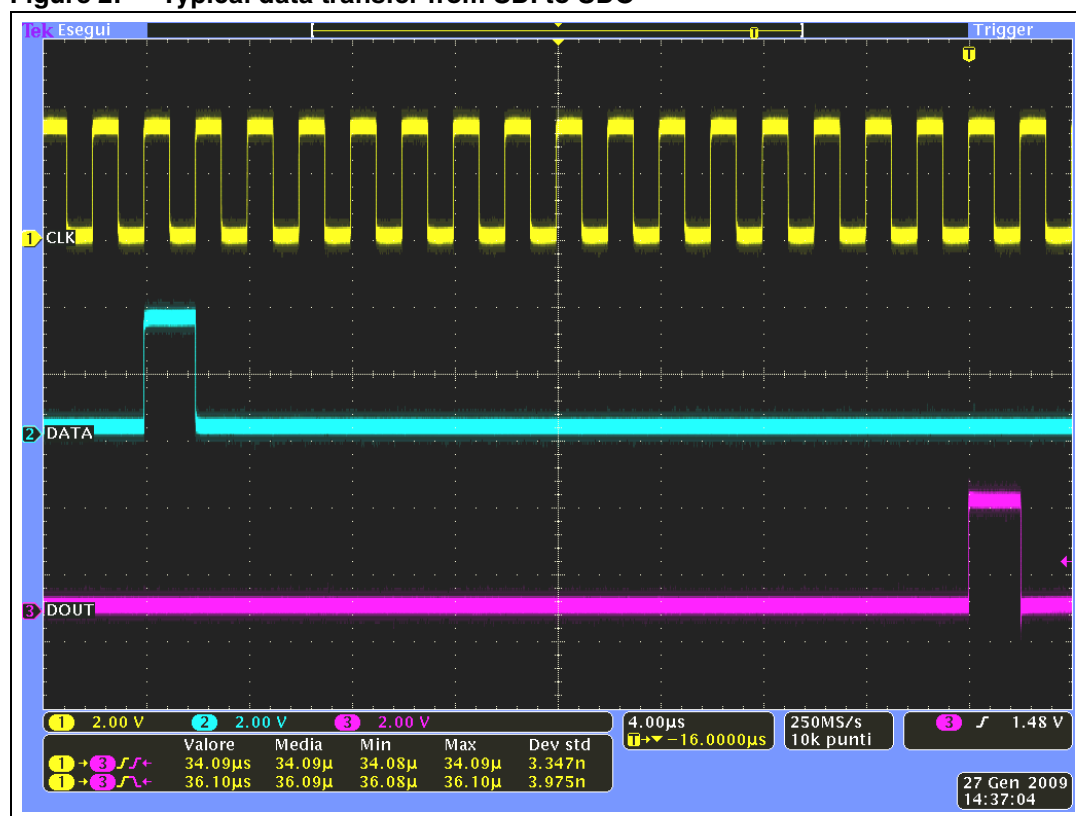 Figure 2. Typical data transfer from SDI to SDO
Tek Esegui Trigger
T
T
1 CLK
2 DATA
3 DOUT
1 2.00 V 2 2.00 V 3 2.00 V
4.00µs
T→▾ −16.0000µs
250MS/s
10k punti
3 1.48 V
Valore Media Min Max Dev std
1 → 3 34.09µs 34.09µ 34.08µ 34.09µ 3.347n
1 → 3 36.10µs 36.09µ 36.08µ 36.10µ 3.975n
27 Gen 2009
14:37:04